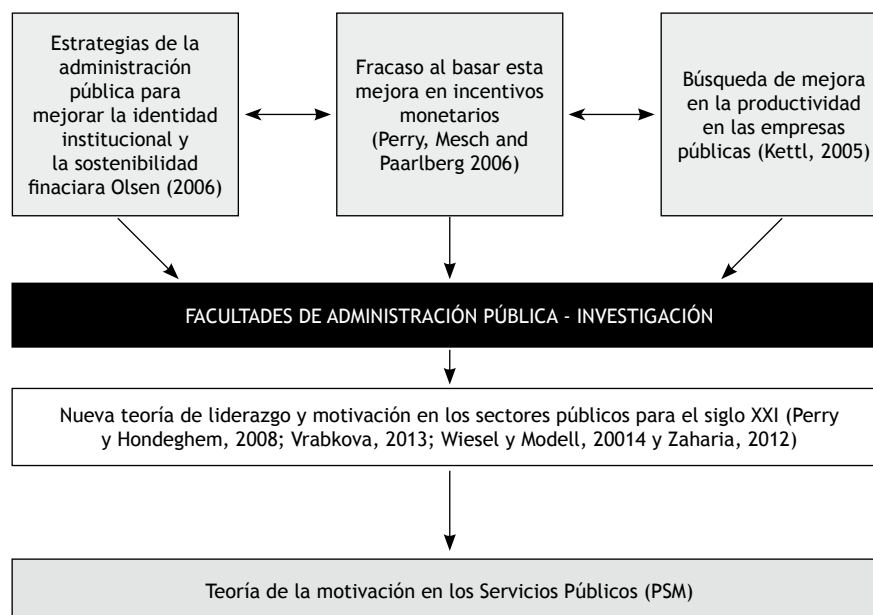 Estrategias de la
administración
pública para
mejorar la identidad
institucional y
la sostenibilidad
finaciara Olsen (2006)
Fracaso al basar esta
mejora en incentivos
monetarios
(Perry, Mesch and
Paarlberg 2006)
Búsqueda de mejora
en la productividad
en las empresas
públicas (Kettl, 2005)
FACULTADES DE ADMINISTRACIÓN PÚBLICA - INVESTIGACIÓN
Nueva teoría de liderazgo y motivación en los sectores públicos para el siglo XXI (Perry
y Hondeghem, 2008; Vrabkova, 2013; Wiesel y Modell, 20014 y Zaharia, 2012)
Teoría de la motivación en los Servicios Públicos (PSM)